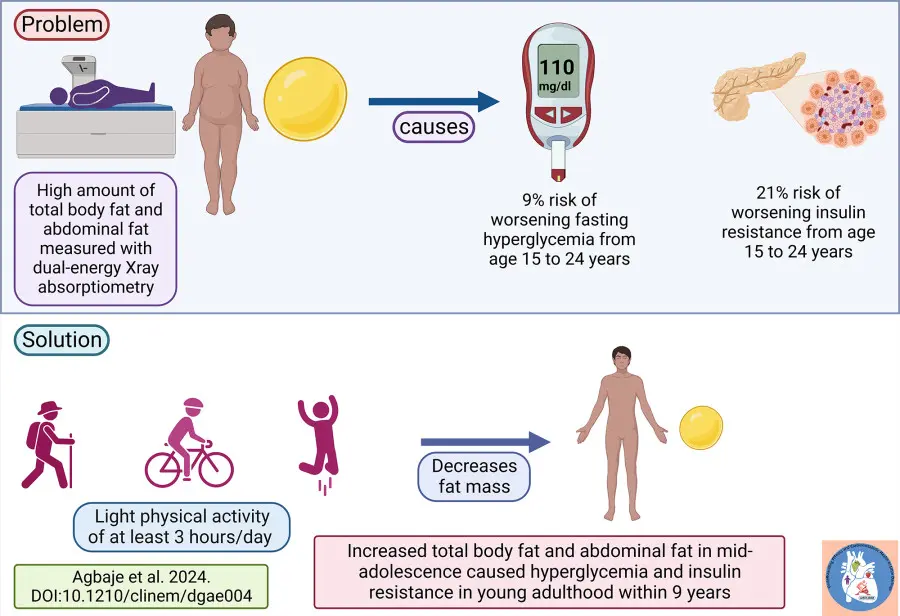 Problem
High amount of
total body fat and
abdominal fat
measured with
dual-energy Xray
absorptiometry
causes
110
mg/dl
9% risk of
worsening fasting
hyperglycemia from
age 15 to 24 years
21% risk of
worsening insulin
resistance from age
15 to 24 years
Solution
Light physical activity
of at least 3 hours/day
Decreases
fat mass
Agbaje et al. 2024.
DOI:10.1210/clinem/dgae004
Increased total body fat and abdominal fat in mid-
adolescence caused hyperglycemia and insulin
resistance in young adulthood within 9 years